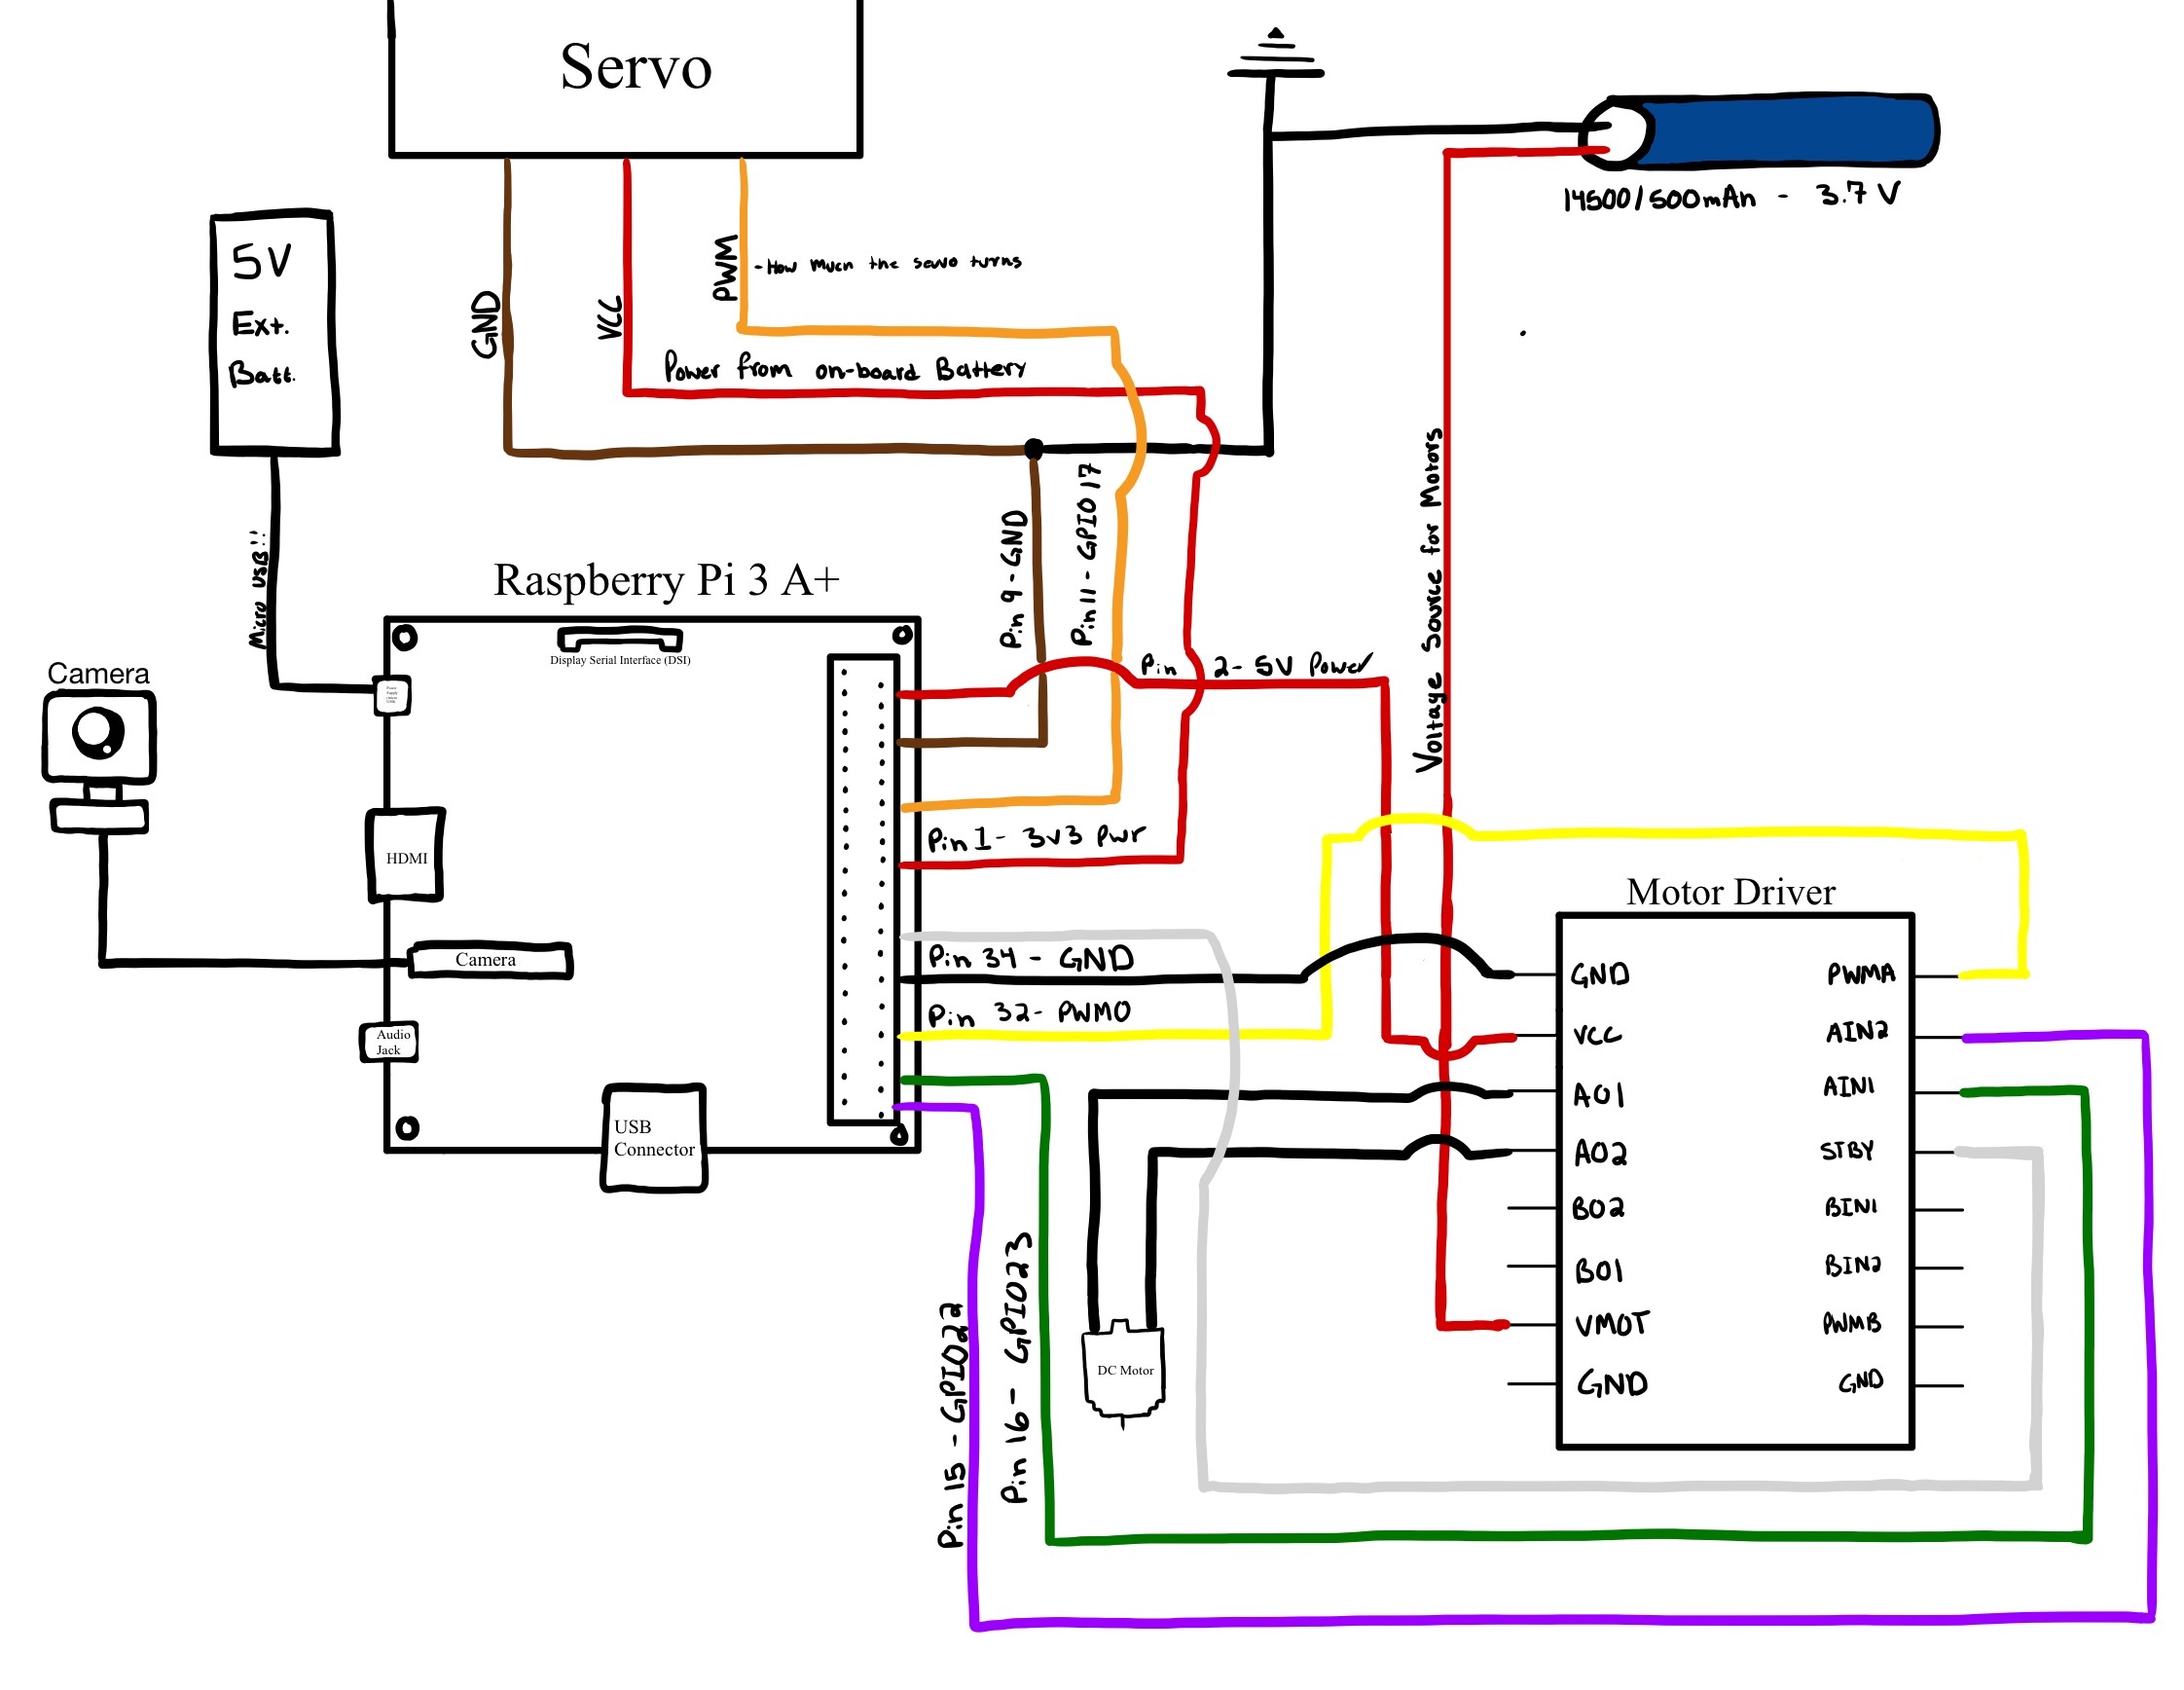 Servo
14500/500mAh - 3.7 V
5V
Ext.
Batt.
GND
VCC
PWM
- How much the servo turns
Power from on-board Battery
Micro USB!!
Pin 9 - GND
Pin 11 - GPIO 17
Voltage Source for Motors
Raspberry Pi 3 A+
Display Serial Interface (DSI)
Pin 2 - 5V Power
Camera
HDMI
Pin 1 - 3v3 Pwr
Camera
Pin 34 - GND
Pin 32 - PWM0
Audio
Jack
USB
Connector
Motor Driver
GND
VCC
AO1
AO2
BO2
BO1
VMOT
GND
PWMA
AIN2
AIN1
STBY
BIN1
BIN2
PWMB
GND
DC Motor
Pin 15 - GPIO22
Pin 16 - GPIO23